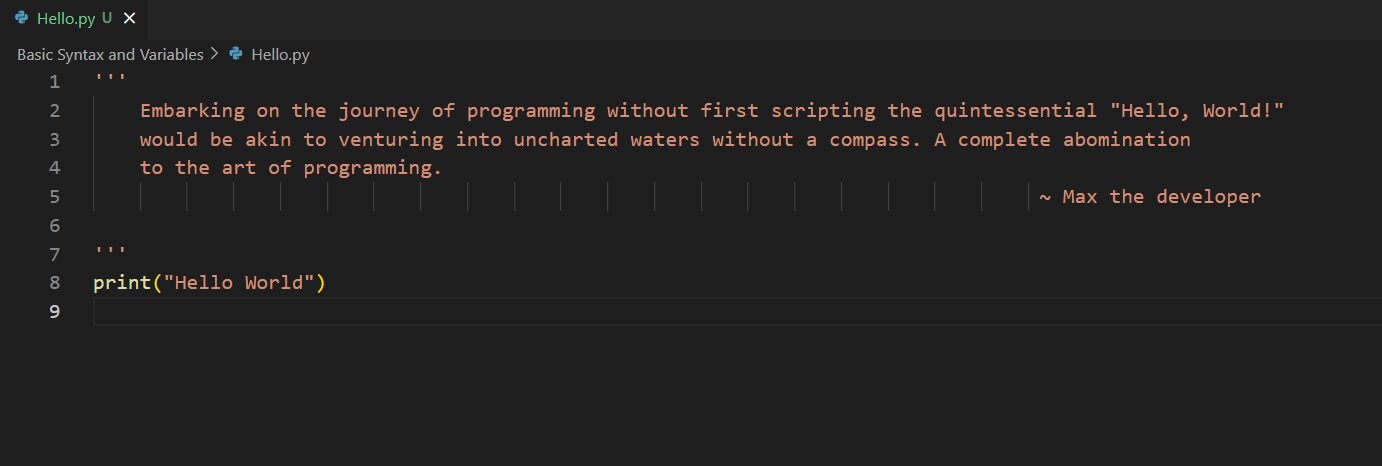 Hello.py U ×
Basic Syntax and Variables > Hello.py
1 '''
2 Embarking on the journey of programming without first scripting the quintessential "Hello, World!"
3 would be akin to venturing into uncharted waters without a compass. A complete abomination
4 to the art of programming.
5 ~ Max the developer
6
7 '''
8 print("Hello World")
9